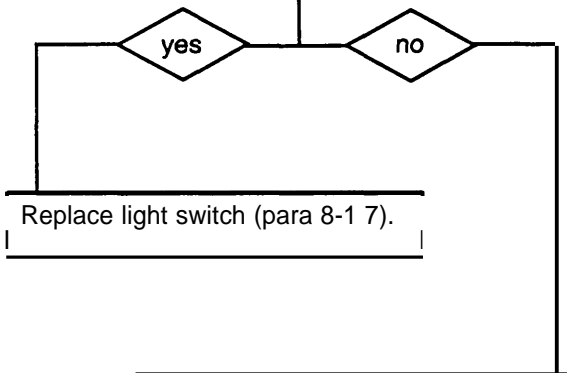 yes no
Replace light switch (para 8-1 7).